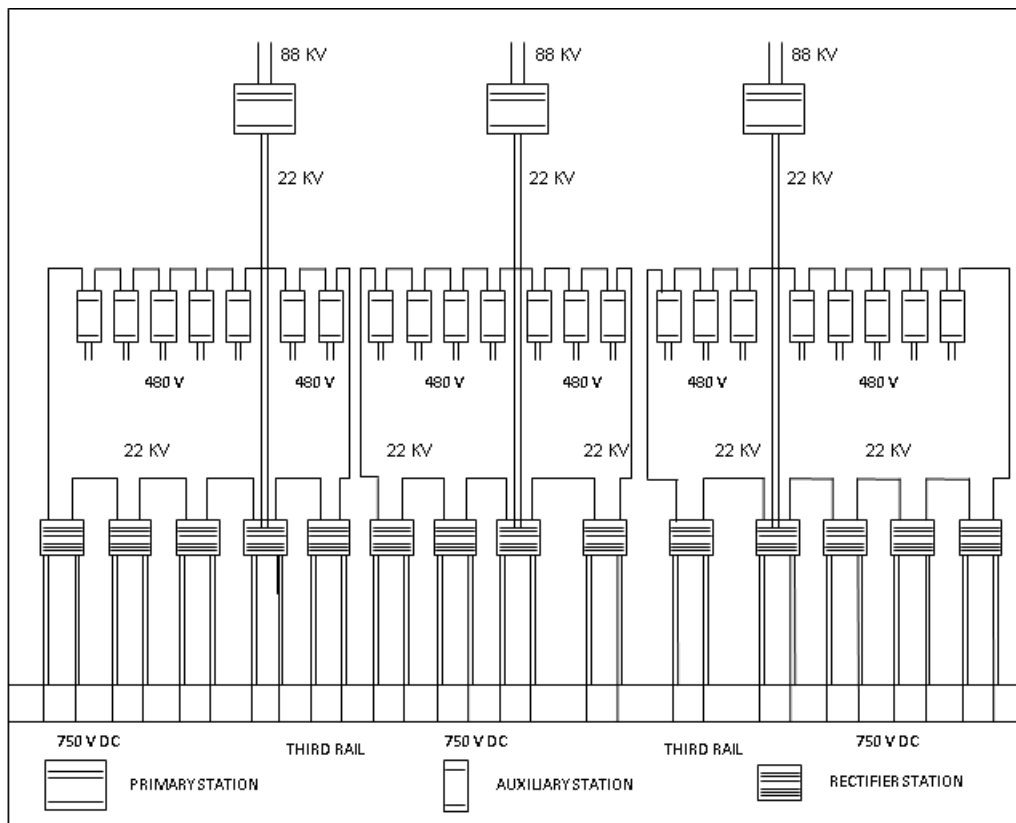 88 KV 88 KV 88 KV
22 KV 22 KV 22 KV
480 V 480 V 480 V 480 V 480 V 480 V
22 KV 22 KV 22 KV 22 KV 22 KV
750 V DC THIRD RAIL 750 V DC THIRD RAIL 750 V DC
PRIMARY STATION AUXILIARY STATION RECTIFIER STATION